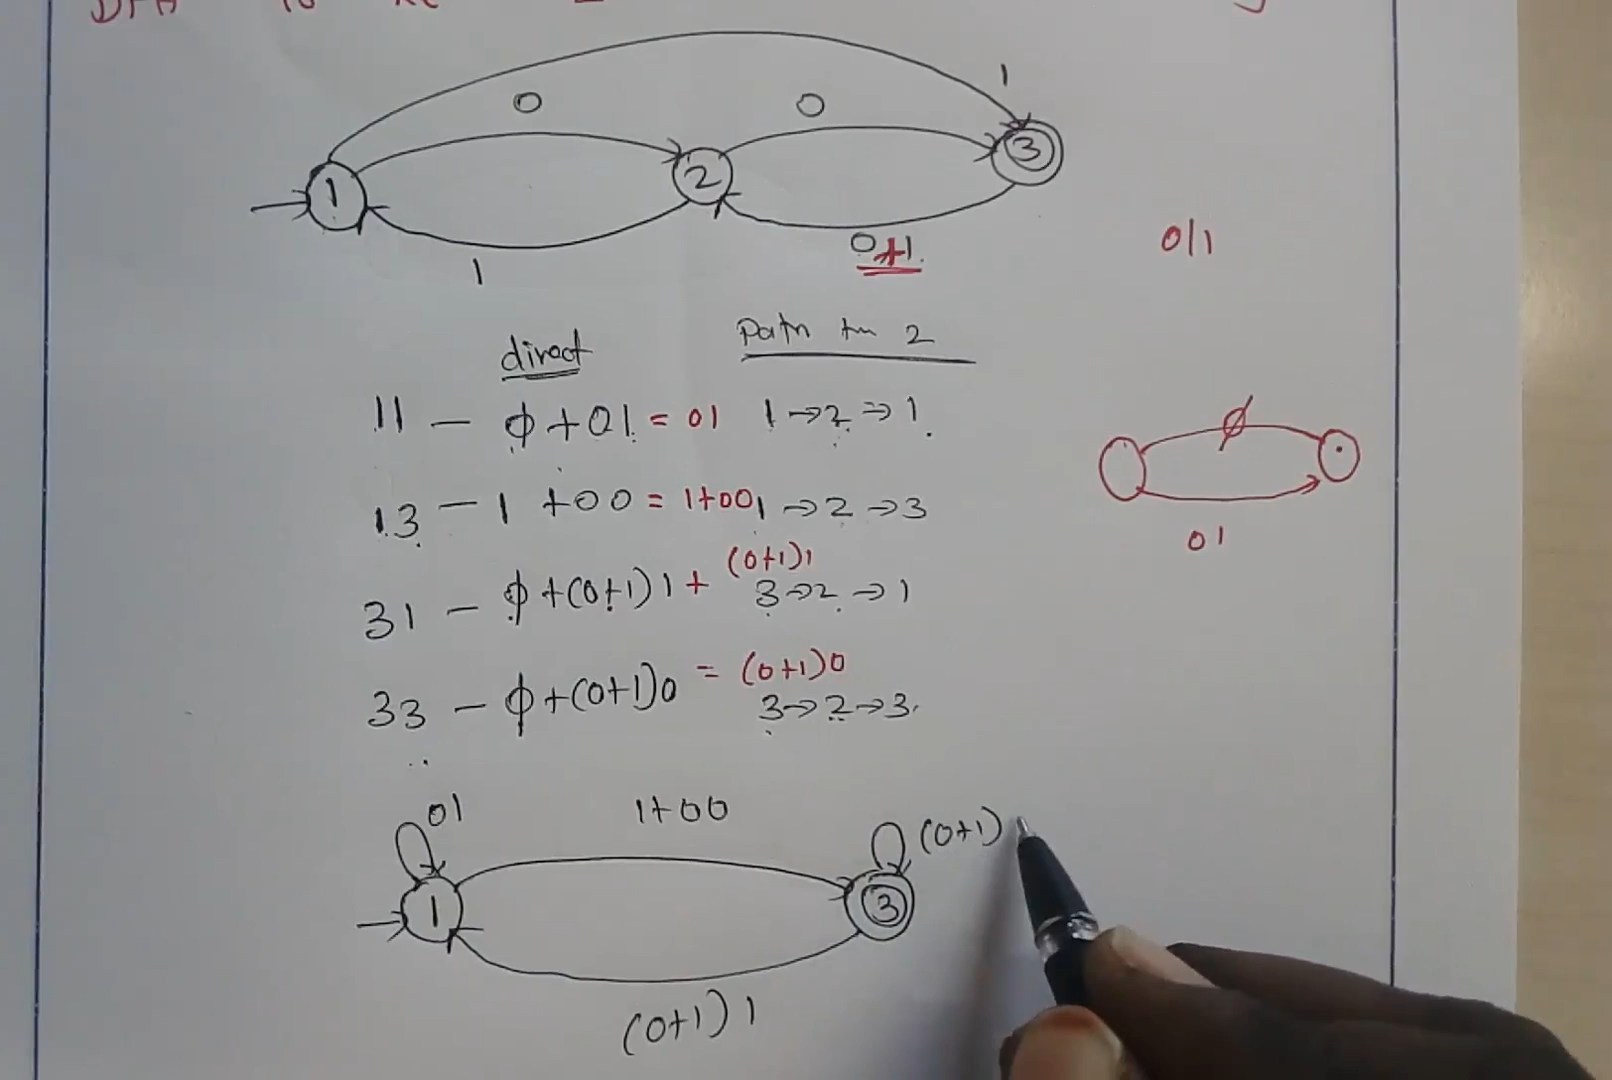 1
0
0
1
2
3
1
0+1.
0/1
direct
Path 2
11 — ϕ+01 = 01 1→2→1.
ϕ
13 — 1 +00 = 1+00 1→2→3
01
(0+1)1
31 — ϕ+(0+1)1 + 3→2→1
33 — ϕ+(0+1)0 = (0+1)0
3→2→3.
01
1+00
(0+1)
1
3
(0+1)1